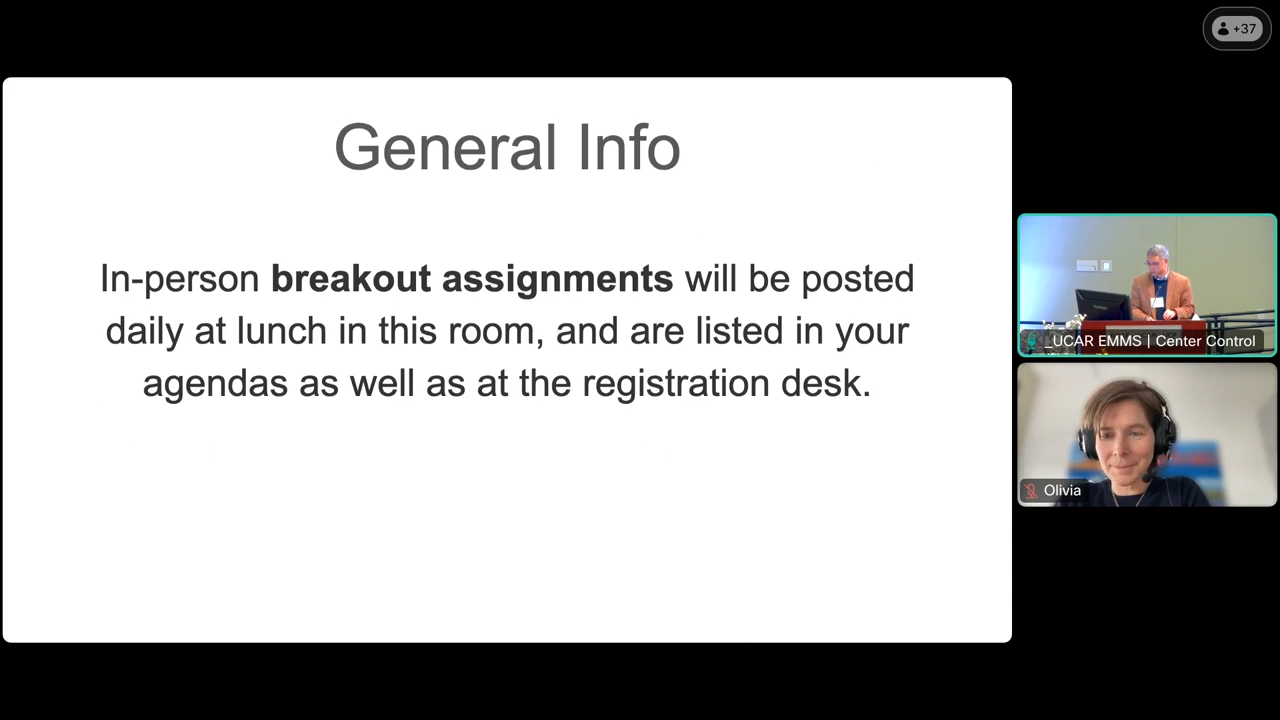 +37
General Info
In-person breakout assignments will be posted
daily at lunch in this room, and are listed in your
agendas as well as at the registration desk.
_UCAR EMMS | Center Control
Olivia